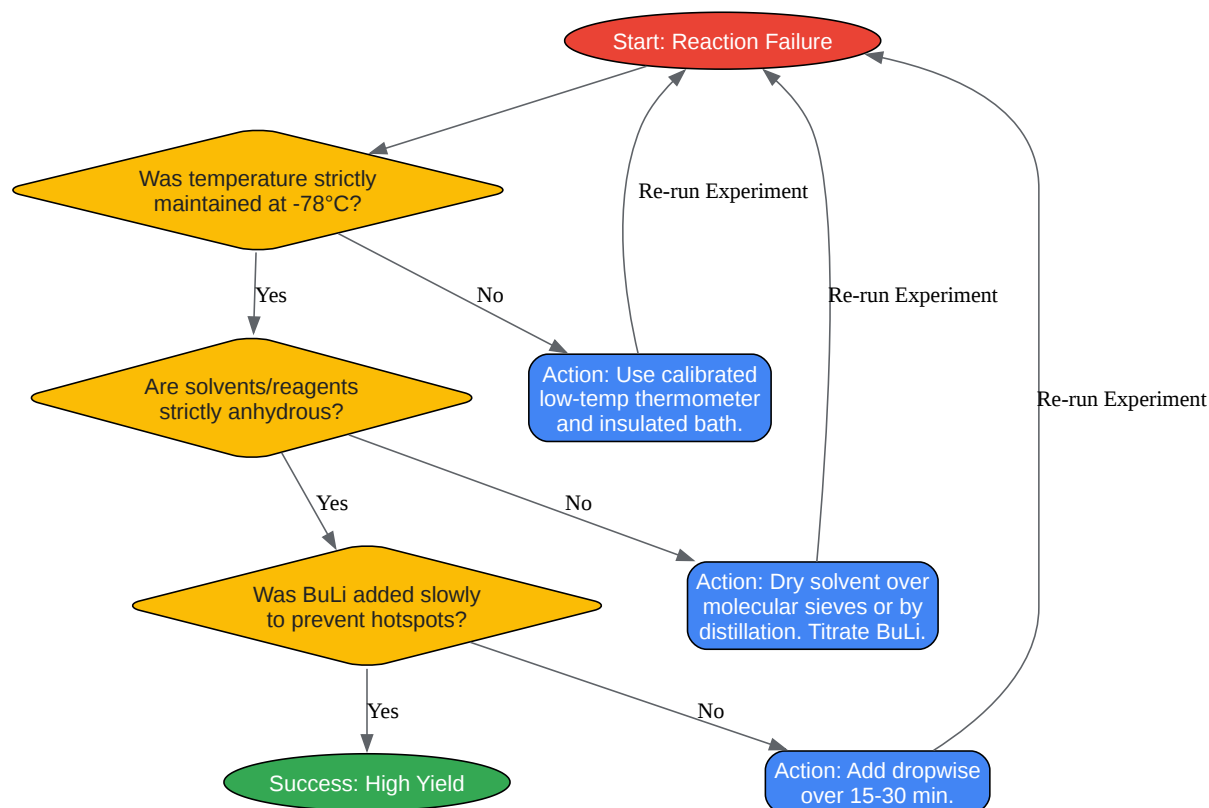 Start: Reaction Failure
Was temperature strictly
maintained at -78°C?
Re-run Experiment
Yes
No
Re-run Experiment
Are solvents/reagents
strictly anhydrous?
Action: Use calibrated
low-temp thermometer
and insulated bath.
Re-run Experiment
Yes
No
Was BuLi added slowly
to prevent hotspots?
Action: Dry solvent over
molecular sieves or by
distillation. Titrate BuLi.
Yes
No
Success: High Yield
Action: Add dropwise
over 15-30 min.